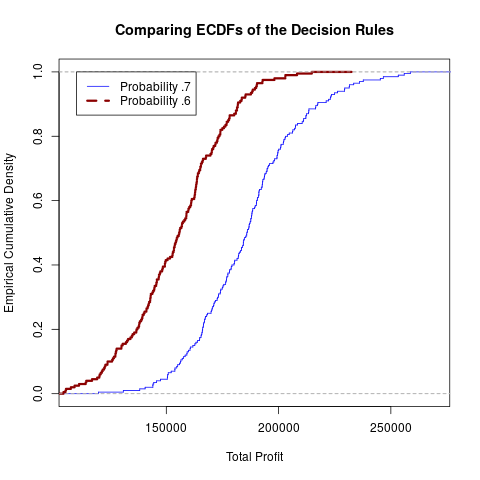 Comparing ECDFs of the Decision Rules
Probability .7
Probability .6
Empirical Cumulative Density
1.0
0.8
0.6
0.4
0.2
0.0
150000 200000 250000
Total Profit